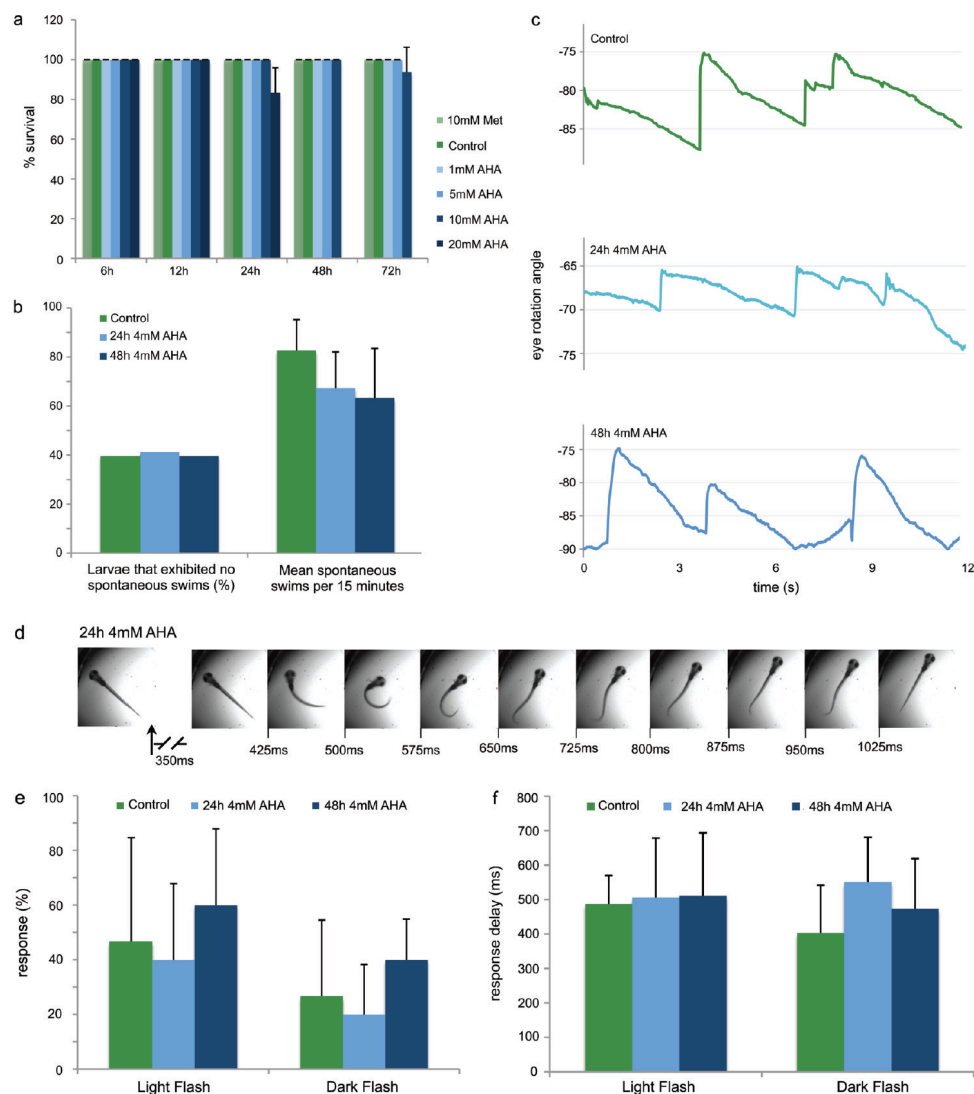 a
100
120
100
80
60
40
20
0
% survival
6h
12h
24h
48h
72h
10mM Met
Control
1mM AHA
5mM AHA
10mM AHA
20mM AHA
b
100
80
60
40
20
0
Control
24h 4mM AHA
48h 4mM AHA
Larvae that exhibited no
spontaneous swims (%)
Mean spontaneous
swims per 15 minutes
c
Control
-75
-80
-85
24h 4mM AHA
-65
-70
-75
48h 4mM AHA
-75
-80
-85
-90
eye rotation angle
0
3
6
9
12
time (s)
d
24h 4mM AHA
350ms
425ms
500ms
575ms
650ms
725ms
800ms
875ms
950ms
1025ms
e
100
80
60
40
20
0
response (%)
Control
24h 4mM AHA
48h 4mM AHA
Light Flash
Dark Flash
f
800
700
600
500
400
300
200
100
0
response delay (ms)
Control
24h 4mM AHA
48h 4mM AHA
Light Flash
Dark Flash